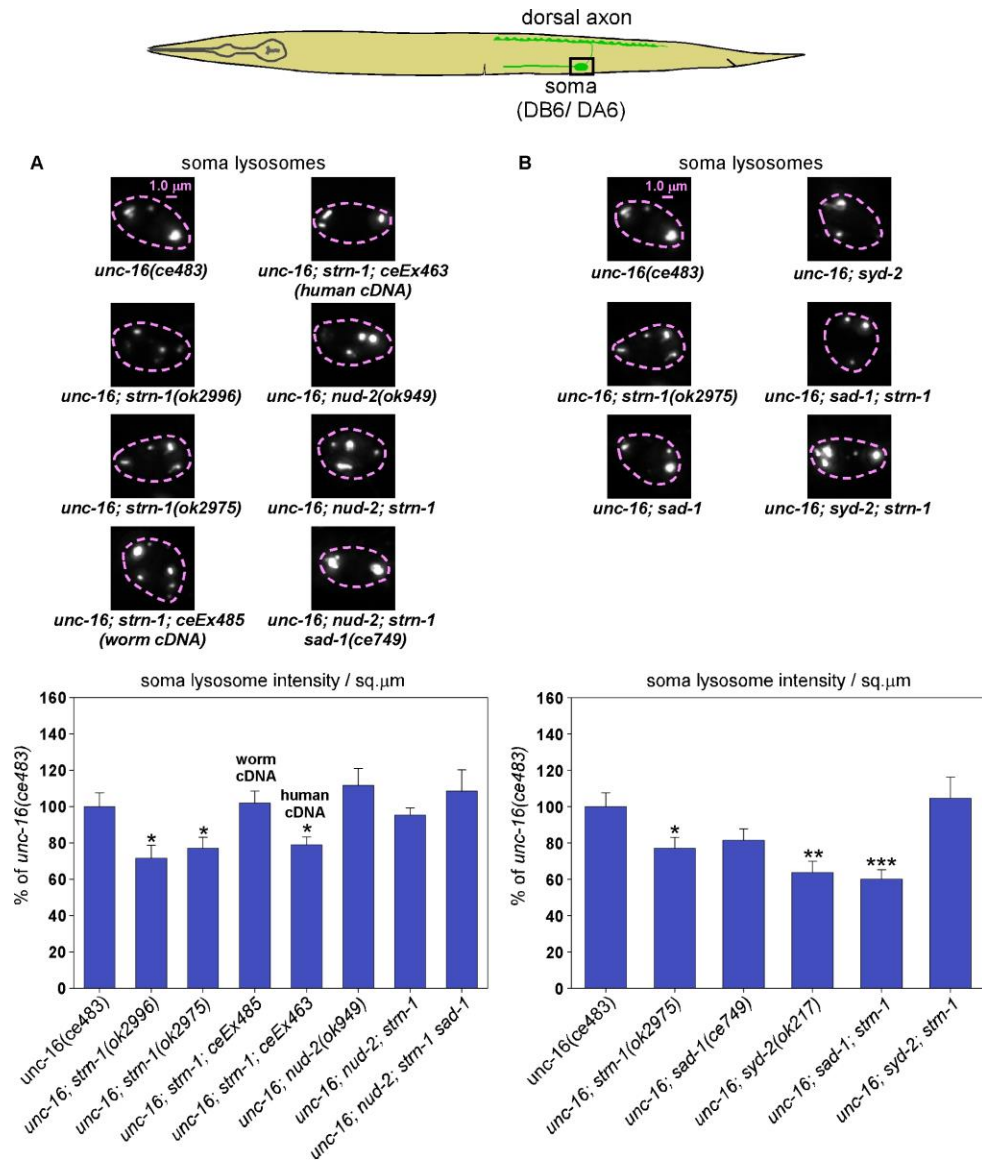 dorsal axon
soma
(DB6/ DA6)
A
soma lysosomes
1.0 μm
unc-16(ce483)
unc-16; strn-1; ceEx463
(human cDNA)
unc-16; strn-1(ok2996)
unc-16; nud-2(ok949)
unc-16; strn-1(ok2975)
unc-16; nud-2; strn-1
unc-16; strn-1; ceEx485
(worm cDNA)
unc-16; nud-2; strn-1
sad-1(ce749)
B
soma lysosomes
1.0 μm
unc-16(ce483)
unc-16; syd-2
unc-16; strn-1(ok2975)
unc-16; sad-1; strn-1
unc-16; sad-1
unc-16; syd-2; strn-1
soma lysosome intensity / sq.μm
% of unc-16(ce483)
160
140
120
100
80
60
40
20
0
*
*
worm
cDNA
human
cDNA
*
unc-16(ce483)
unc-16; strn-1(ok2996)
unc-16; strn-1(ok2975)
unc-16; strn-1; ceEx485
unc-16; strn-1; ceEx463
unc-16; nud-2(ok949)
unc-16; nud-2; strn-1
unc-16; nud-2; strn-1 sad-1
soma lysosome intensity / sq.μm
% of unc-16(ce483)
160
140
120
100
80
60
40
20
0
*
**
***
unc-16(ce483)
unc-16; strn-1(ok2975)
unc-16; sad-1(ce749)
unc-16; syd-2(ok217)
unc-16; sad-1; strn-1
unc-16; syd-2; strn-1